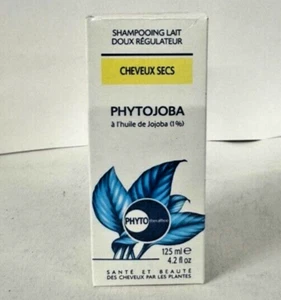 SHAMPOOING LAIT
DOUX RÉGULATEUR
CHEVEUX SECS
PHYTOJOBA
à l'huile de Jojoba (1%)
PHYTO
125 ml e
4.2 fl oz
SANTÉ ET BEAUTÉ
DES CHEVEUX PAR LES PLANTES